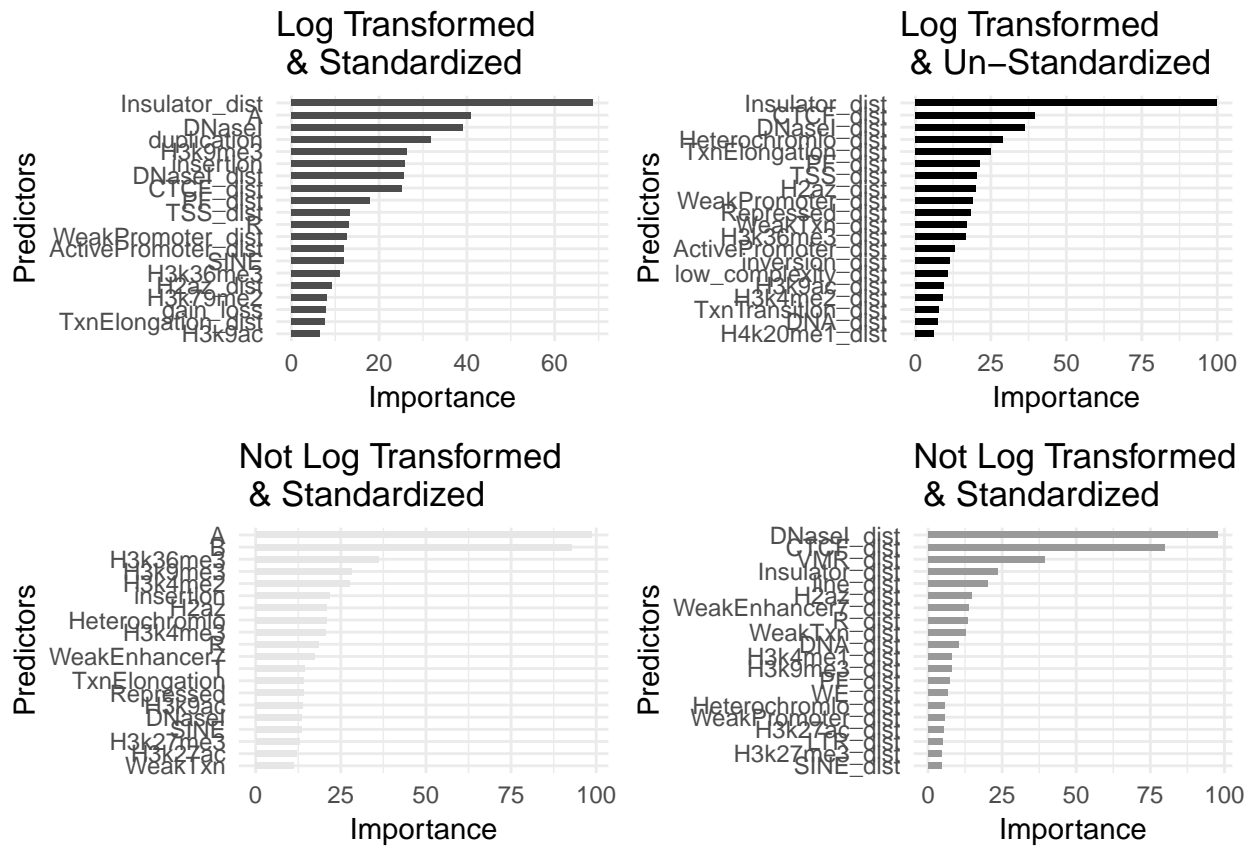 Log Transformed
& Standardized
Predictors
Insulator_dist
A
DNaseI
duplication
H3k9me3
insertion
DNaseI_dist
CTCF_dist
PF_dist
TSS_dist
R
WeakPromoter_dist
ActivePromoter_dist
SINE
H3k36me3
H2az_dist
H3k79me2
gain_loss
TxnElongation_dist
H3k9ac
0 20 40 60
Importance
Log Transformed
& Un−Standardized
Predictors
Insulator_dist
CTCF_dist
DNaseI_dist
Heterochromlo_dist
TxnElongation_dist
PF_dist
TSS_dist
H2az_dist
WeakPromoter_dist
Repressed_dist
WeakTxn_dist
H3k36me3_dist
ActivePromoter_dist
inversion_dist
low_complexity_dist
H3k9ac_dist
H3k4me2_dist
TxnTransition_dist
DNA_dist
H4k20me1_dist
0 25 50 75 100
Importance
Not Log Transformed
& Standardized
Predictors
A
B
H3k36me3
H3k9me3
H3k4me2
insertion
H2az
Heterochromlo
H3k4me3
R
WeakEnhancer7
T
TxnElongation
Repressed
H3k9ac
DNaseI
SINE
H3k27me3
H3k27ac
WeakTxn
0 25 50 75 100
Importance
Not Log Transformed
& Standardized
Predictors
DNaseI_dist
CTCF_dist
VMR_dist
Insulator_dist
line_dist
H2az_dist
WeakEnhancer7_dist
R_dist
WeakTxn_dist
DNA_dist
H3k4me1_dist
H3k9me3_dist
PF_dist
WE_dist
Heterochromlo_dist
WeakPromoter_dist
H3k27ac_dist
LTR_dist
H3k27me3_dist
SINE_dist
0 25 50 75 100
Importance